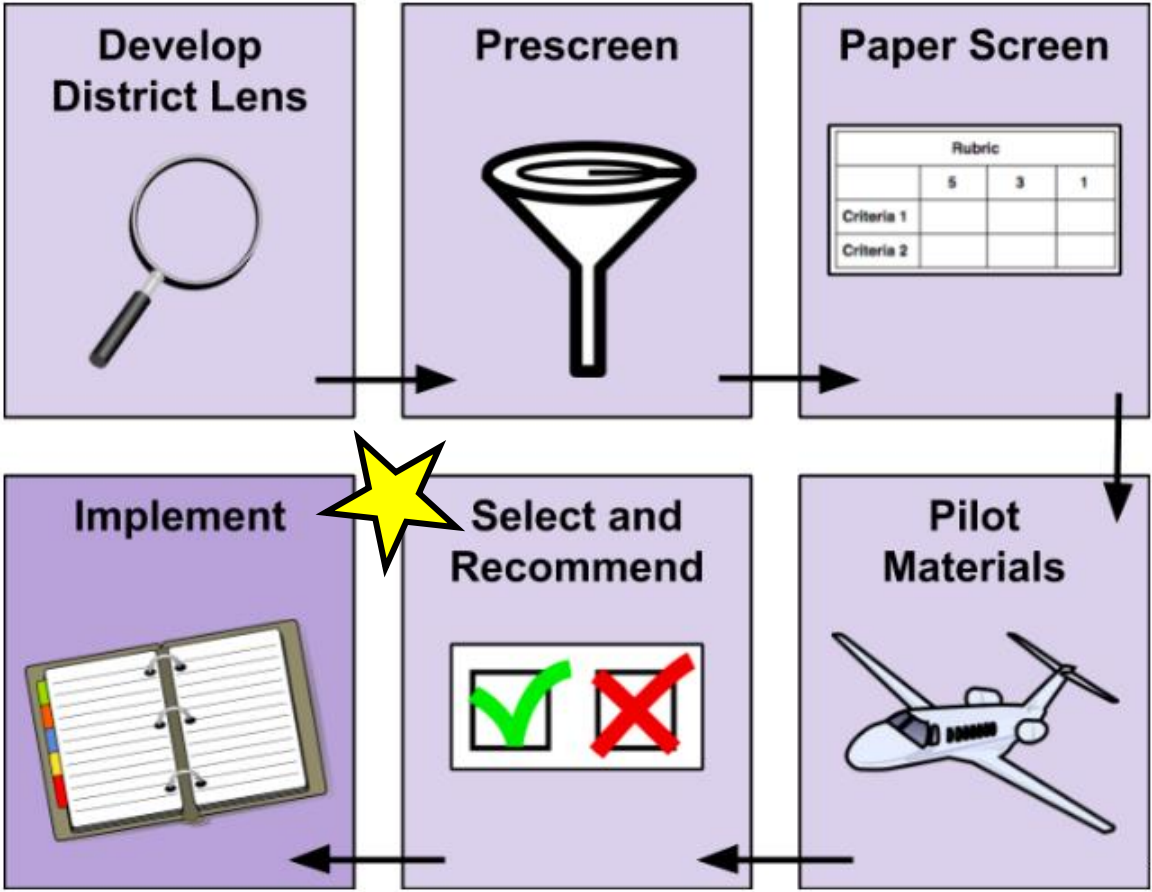 Develop
District Lens
Prescreen
Paper Screen
Rubric
5 3 1
Criteria 1
Criteria 2
Implement
Select and
Recommend
Pilot
Materials